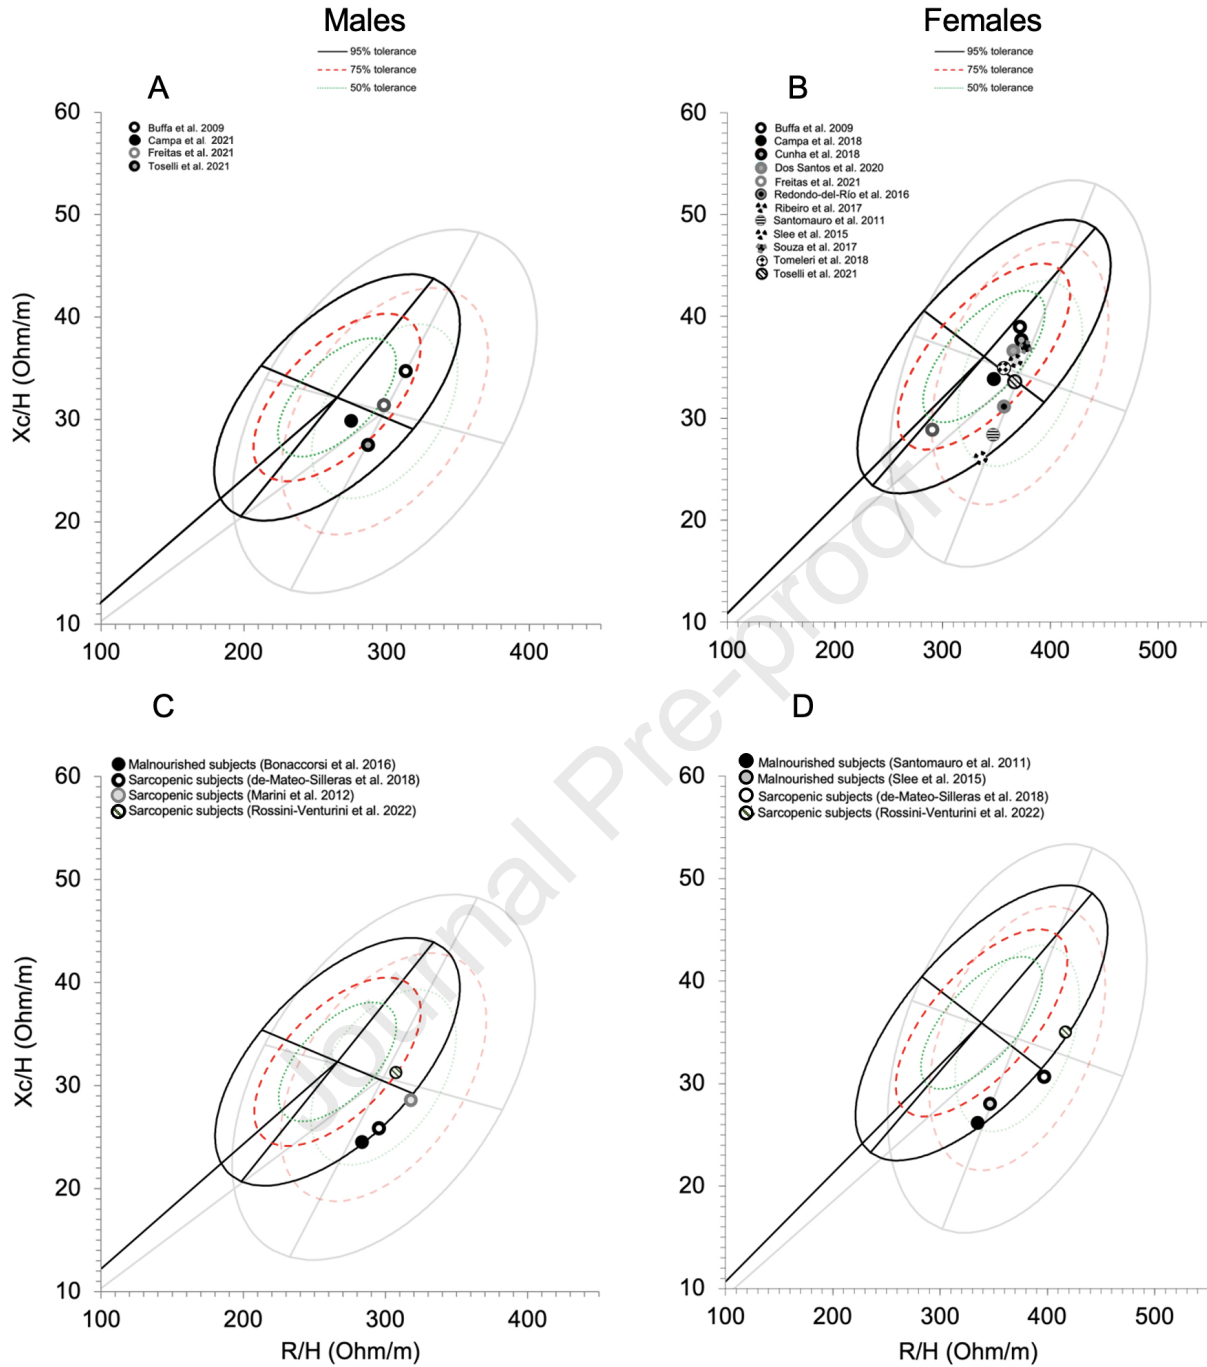 Males
95% tolerance
75% tolerance
50% tolerance
Females
95% tolerance
75% tolerance
50% tolerance
A
60
50
40
30
20
10
Xc/H (Ohm/m)
Buffa et al. 2009
Campa et al. 2021
Freitas et al. 2021
Toselli et al. 2021
100
200
300
400
B
60
50
40
30
20
10
Buffa et al. 2009
Campa et al. 2018
Cunha et al. 2018
Dos Santos et al. 2020
Freitas et al. 2021
Redondo-del-Río et al. 2016
Ribeiro et al. 2017
Santomauro et al. 2011
Slee et al. 2015
Souza et al. 2017
Tomeleri et al. 2018
Toselli et al. 2021
100
200
300
400
500
C
60
50
40
30
20
10
Xc/H (Ohm/m)
Malnourished subjects (Bonaccorsi et al. 2016)
Sarcopenic subjects (de-Mateo-Silleras et al. 2018)
Sarcopenic subjects (Marini et al. 2012)
Sarcopenic subjects (Rossini-Venturini et al. 2022)
100
200
300
400
R/H (Ohm/m)
D
60
50
40
30
20
10
Malnourished subjects (Santomauro et al. 2011)
Malnourished subjects (Slee et al. 2015)
Sarcopenic subjects (de-Mateo-Silleras et al. 2018)
Sarcopenic subjects (Rossini-Venturini et al. 2022)
100
200
300
400
500
R/H (Ohm/m)
Journal Pre-proof